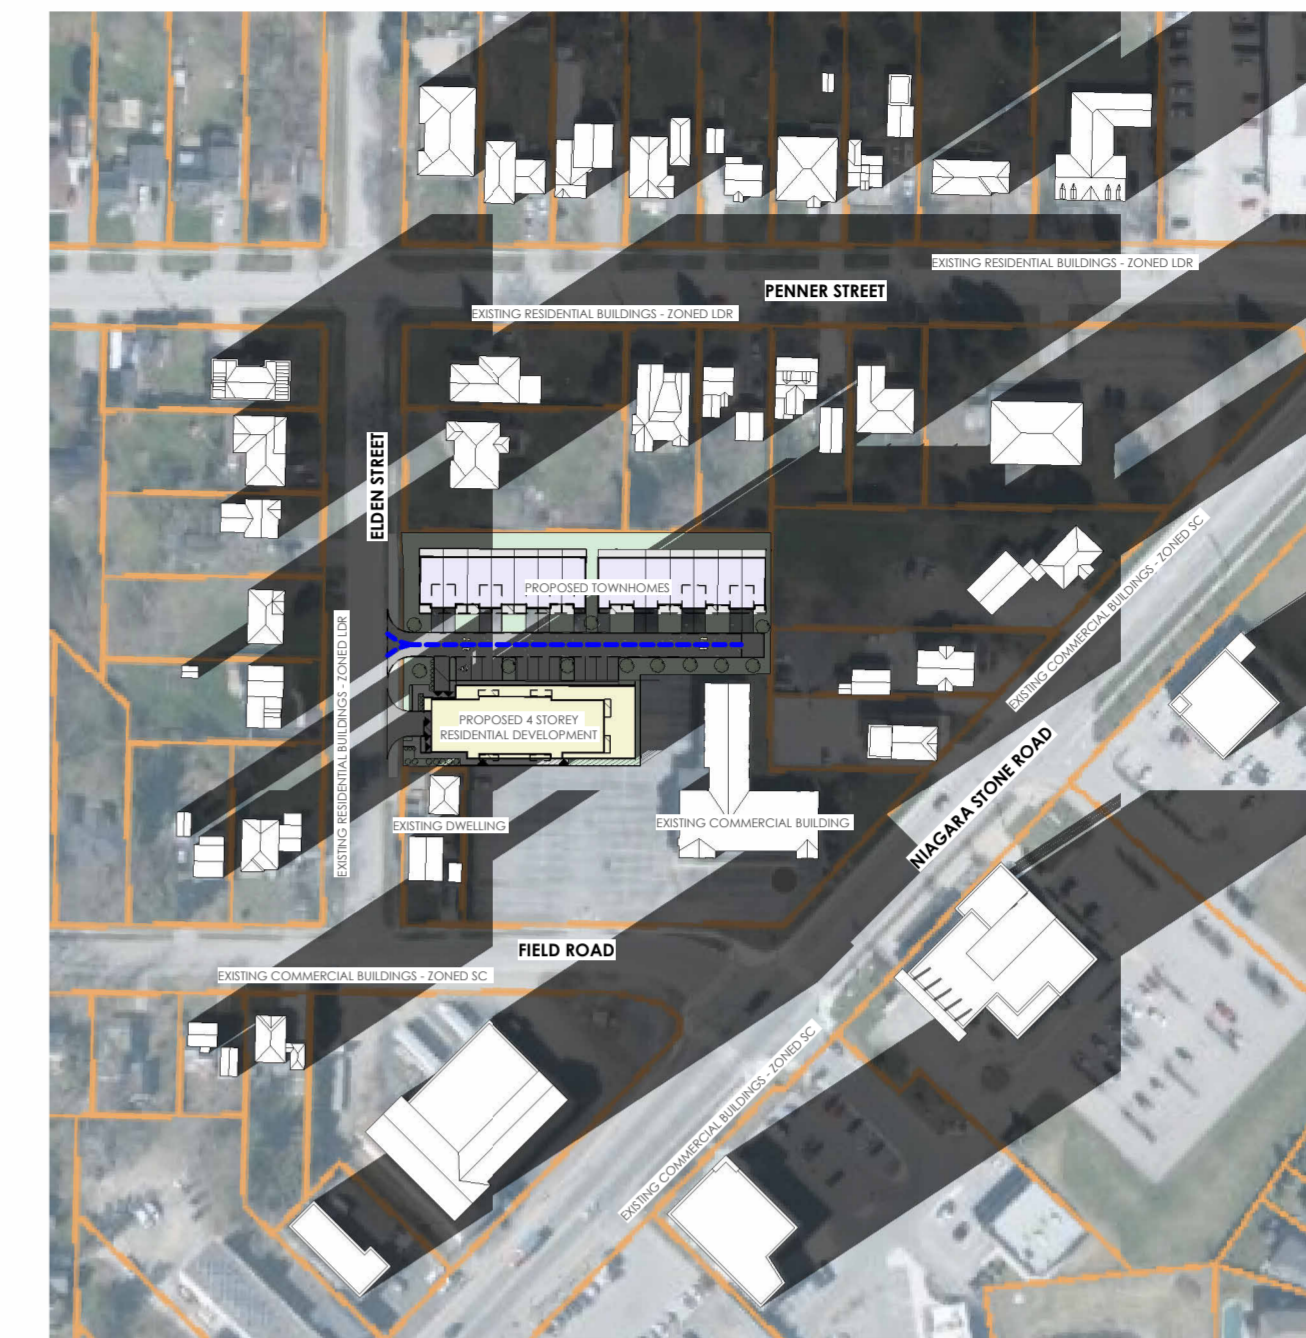 EXISTING RESIDENTIAL BUILDINGS - ZONED LDR
PENNER STREET
EXISTING RESIDENTIAL BUILDINGS - ZONED LDR
ELDEN STREET
EXISTING COMMERCIAL BUILDINGS - ZONED SC
PROPOSED TOWNHOMES
EXISTING RESIDENTIAL BUILDINGS - ZONED LDR
PROPOSED 4 STOREY
RESIDENTIAL DEVELOPMENT
NIAGARA STONE ROAD
EXISTING DWELLING
EXISTING COMMERCIAL BUILDING
FIELD ROAD
EXISTING COMMERCIAL BUILDINGS - ZONED SC
EXISTING COMMERCIAL BUILDINGS - ZONED SC